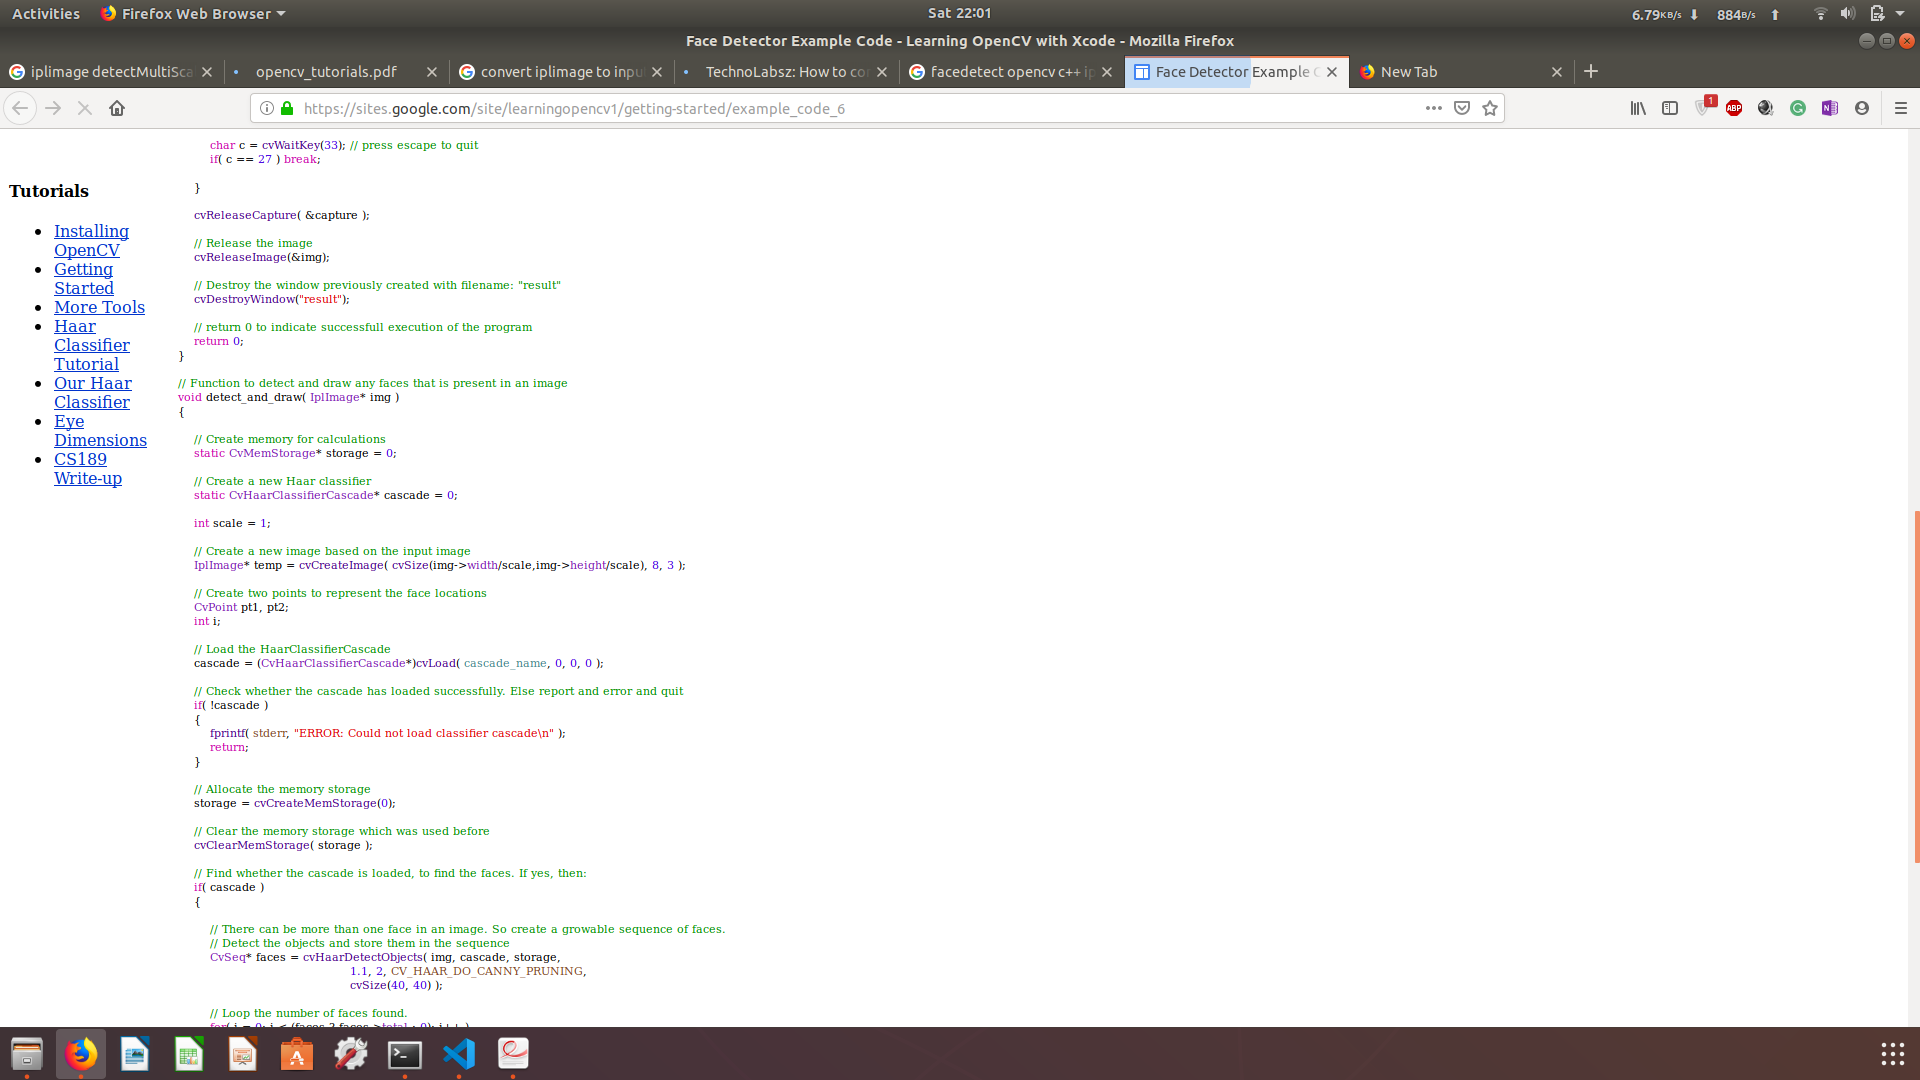 Activities Firefox Web Browser Sat 22:01 6.79KB/s 884B/s
Face Detector Example Code - Learning OpenCV with Xcode - Mozilla Firefox
iplimage detectMultiSca opencv_tutorials.pdf convert iplimage to inpu TechnoLabsz: How to co facedetect opencv c++ ip Face Detector Example C New Tab
https://sites.google.com/site/learningopencv1/getting-started/example_code_6 1 ABP
Tutorials
Installing
OpenCV
Getting
Started
More Tools
Haar
Classifier
Tutorial
Our Haar
Classifier
Eye
Dimensions
CS189
Write-up
char c = cvWaitKey(33); // press escape to quit
if( c == 27 ) break;
}
cvReleaseCapture( &capture );
// Release the image
cvReleaseImage(&img);
// Destroy the window previously created with filename: "result"
cvDestroyWindow("result");
// return 0 to indicate successfull execution of the program
return 0;
}
// Function to detect and draw any faces that is present in an image
void detect_and_draw( IplImage* img )
{
// Create memory for calculations
static CvMemStorage* storage = 0;
// Create a new Haar classifier
static CvHaarClassifierCascade* cascade = 0;
int scale = 1;
// Create a new image based on the input image
IplImage* temp = cvCreateImage( cvSize(img->width/scale,img->height/scale), 8, 3 );
// Create two points to represent the face locations
CvPoint pt1, pt2;
int i;
// Load the HaarClassifierCascade
cascade = (CvHaarClassifierCascade*)cvLoad( cascade_name, 0, 0, 0 );
// Check whether the cascade has loaded successfully. Else report and error and quit
if( !cascade )
{
fprintf( stderr, "ERROR: Could not load classifier cascade\n" );
return;
}
// Allocate the memory storage
storage = cvCreateMemStorage(0);
// Clear the memory storage which was used before
cvClearMemStorage( storage );
// Find whether the cascade is loaded, to find the faces. If yes, then:
if( cascade )
{
// There can be more than one face in an image. So create a growable sequence of faces.
// Detect the objects and store them in the sequence
CvSeq* faces = cvHaarDetectObjects( img, cascade, storage,
1.1, 2, CV_HAAR_DO_CANNY_PRUNING,
cvSize(40, 40) );
// Loop the number of faces found.
for( i = 0; i < (faces ? faces->total : 0); i++ )